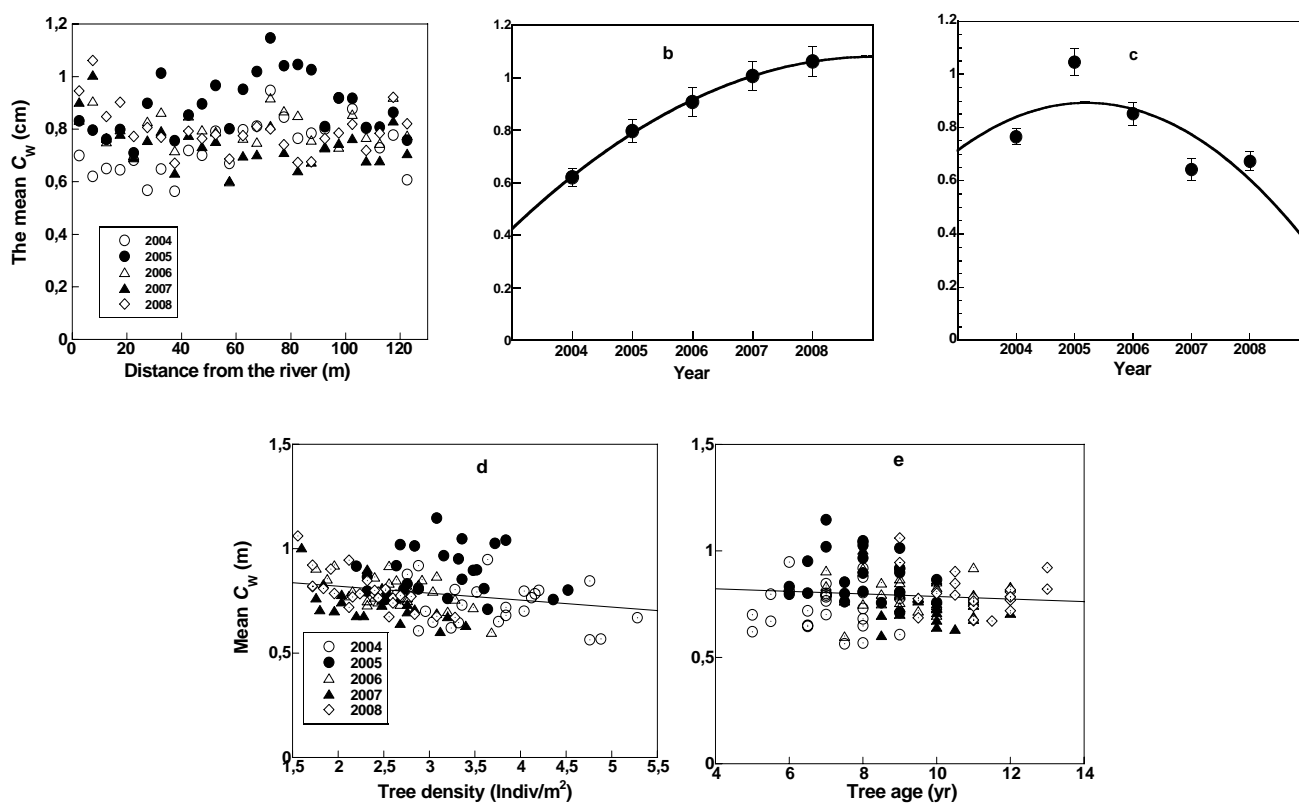 1,2
1
0,8
0,6
0,4
0,2
0
The mean Cw (cm)
2004
2005
2006
2007
2008
0 20 40 60 80 100 120
Distance from the river (m)
1.2
1.0
0.8
0.6
0.4
0.2
0
b
2004 2005 2006 2007 2008
Year
1.2
1.0
0.8
0.6
0.4
0.2
0
c
2004 2005 2006 2007 2008
Year
1,5
1
0,5
0
Mean Cw (m)
d
2004
2005
2006
2007
2008
1,5 2 2,5 3 3,5 4 4,5 5 5,5
Tree density (Indiv/m²)
1,5
1
0,5
0
e
4 6 8 10 12 14
Tree age (yr)